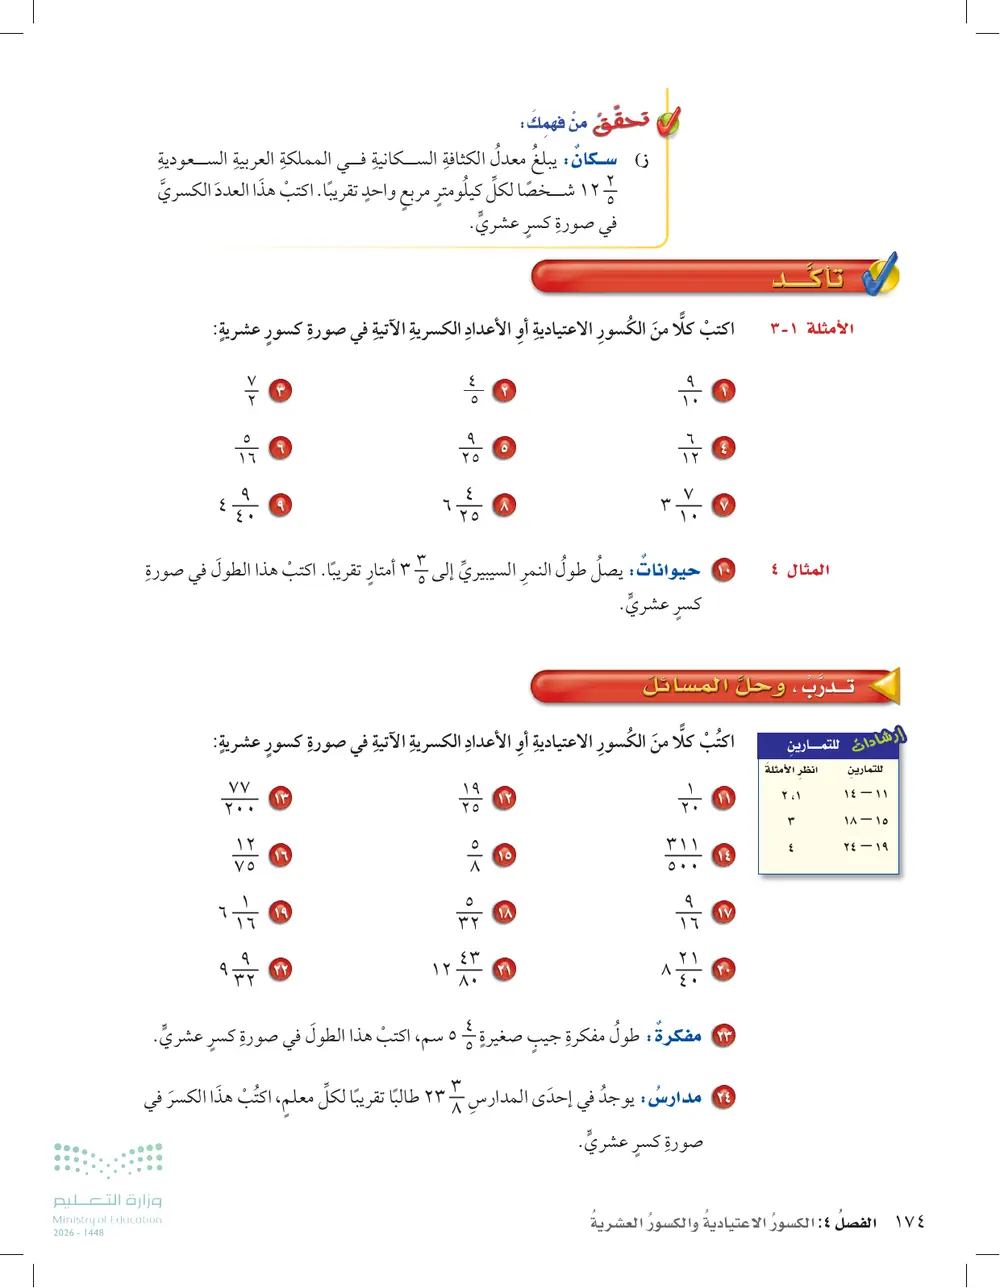 تحقَّقْ منْ فهمِكَ:
ز) سكانٌ: يبلغُ معدلُ الكثافةِ السكانيةِ في المملكةِ العربيةِ السعوديةِ
١٢ ٢/٥ شخصًا لكلِّ كيلُومترٍ مربعٍ واحدٍ تقريبًا. اكتبْ هذَا العددَ الكسريَّ
في صورةِ كسرٍ عشريٍّ.
تأكَّد
الأمثلة ١-٣ اكتبْ كلًّا منَ الكُسورِ الاعتياديةِ أوِ الأعدادِ الكسريةِ الآتيةِ في صورةِ كسورٍ عشريةٍ:
١ ٩/١٠ ٢ ٤/٥ ٣ ٧/٢
٤ ٦/١٢ ٥ ٩/٢٥ ٦ ٥/١٦
٧ ٣ ٧/١٠ ٨ ٦ ٤/٢٥ ٩ ٤ ٩/٤٠
المثال ٤ ١٠ حيواناتٌ: يصلُ طولُ النمرِ السيبيريِّ إلى ٣ ٣/٥ أمتارٍ تقريبًا. اكتبْ هذا الطولَ في صورةِ
كسرٍ عشريٍّ.
تدرَّبْ، وحلَّ المسائلَ
إرشاداتٌ للتمارينِ
للتمارينِ انظرِ الأمثلةَ
١١ – ١٤ ١، ٢
١٥ – ١٨ ٣
١٩ – ٢٤ ٤
اكتُبْ كلًّا منَ الكُسورِ الاعتياديةِ أوِ الأعدادِ الكسريةِ الآتيةِ في صورةِ كسورٍ عشريةٍ:
١١ ١/٢٠ ١٢ ١٩/٢٥ ١٣ ٧٧/٢٠٠
١٤ ٣١١/٥٠٠ ١٥ ٥/٨ ١٦ ١٢/٧٥
١٧ ٩/١٦ ١٨ ٥/٣٢ ١٩ ٦ ١/١٦
٢٠ ٨ ٢١/٤٠ ٢١ ١٢ ٤٣/٨٠ ٢٢ ٩ ٩/٣٢
٢٣ مفكرةٌ: طولُ مفكرةِ جيبٍ صغيرةٍ ٥ ٤/٥ سم، اكتبْ هذا الطولَ في صورةِ كسرٍ عشريٍّ.
٢٤ مدارسُ: يوجدُ في إحدَى المدارسِ ٢٣ ٣/٨ طالبًا تقريبًا لكلِّ معلمٍ، اكتُبْ هذَا الكسرَ في
صورةِ كسرٍ عشريٍّ.
وزارة التعليم
Ministry of Education
2026 - 1448
١٧٤ الفصلُ ٤: الكسورُ الاعتياديةُ والكسورُ العشريةُ